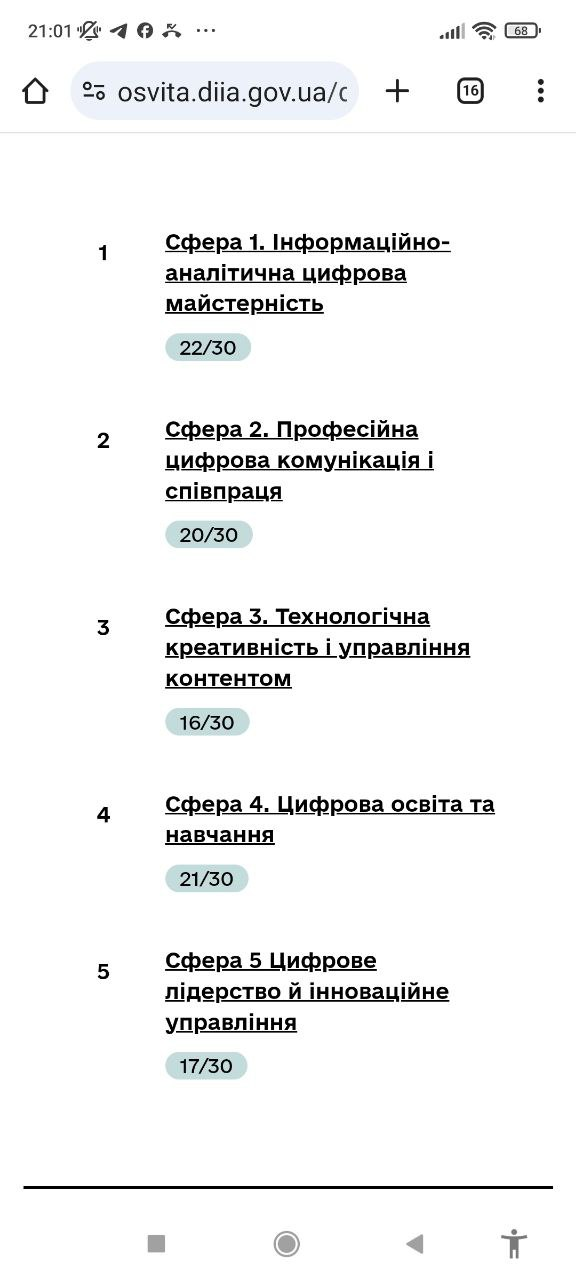 21:01 ... 68
osvita.diia.gov.ua/c 16
1 Сфера 1. Інформаційно-
аналітична цифрова
майстерність
22/30
2 Сфера 2. Професійна
цифрова комунікація і
співпраця
20/30
3 Сфера 3. Технологічна
креативність і управління
контентом
16/30
4 Сфера 4. Цифрова освіта та
навчання
21/30
5 Сфера 5 Цифрове
лідерство й інноваційне
управління
17/30